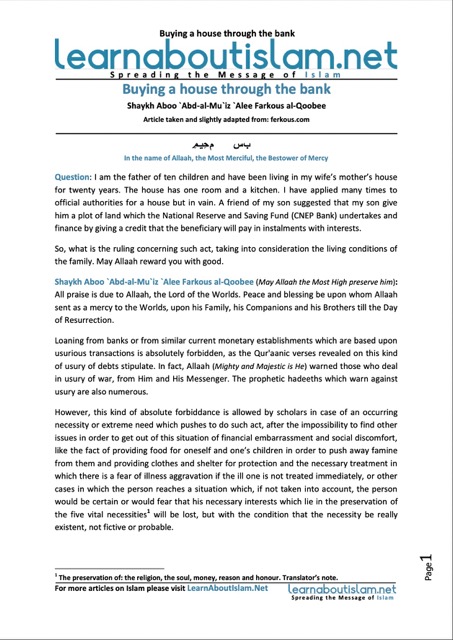 Buying a house through the bank
learnaboutislam.net
Spreading the Message of Islam
Buying a house through the bank
Shaykh Aboo `Abd-al-Mu`iz `Alee Farkous al-Qoobee
Article taken and slightly adapted from: ferkous.com
In the name of Allaah, the Most Merciful, the Bestower of Mercy
Question: I am the father of ten children and have been living in my wife's mother's house
for twenty years. The house has one room and a kitchen. I have applied many times to
official authorities for a house but in vain. A friend of my son suggested that my son give
him a plot of land which the National Reserve and Saving Fund (CNEP Bank) undertakes and
finance by giving a credit that the beneficiary will pay in instalments with interests.
So, what is the ruling concerning such act, taking into consideration the living conditions of
the family. May Allaah reward you with good.
Shaykh Aboo `Abd-al-Mu`iz `Alee Farkous al-Qoobee (May Allaah the Most High preserve him):
All praise is due to Allaah, the Lord of the Worlds. Peace and blessing be upon whom Allaah
sent as a mercy to the Worlds, upon his Family, his Companions and his Brothers till the Day
of Resurrection.
Loaning from banks or from similar current monetary establishments which are based upon
usurious transactions is absolutely forbidden, as the Qur'aanic verses revealed on this kind
of usury of debts stipulate. In fact, Allaah (Mighty and Majestic is He) warned those who deal
in usury of war, from Him and His Messenger. The prophetic hadeeths which warn against
usury are also numerous.
However, this kind of absolute forbiddance is allowed by scholars in case of an occurring
necessity or extreme need which pushes to do such act, after the impossibility to find other
issues in order to get out of this situation of financial embarrassment and social discomfort,
like the fact of providing food for oneself and one's children in order to push away famine
from them and providing clothes and shelter for protection and the necessary treatment in
which there is a fear of illness aggravation if the ill one is not treated immediately, or other
cases in which the person reaches a situation which, if not taken into account, the person
would be certain or would fear that his necessary interests which lie in the preservation of
the five vital necessities¹ will be lost, but with the condition that the necessity be really
existent, not fictive or probable.
Page 1
¹ The preservation of: the religion, the soul, money, reason and honour. Translator's note.
For more articles on Islam please visit LearnAboutIslam.Net
learnaboutislam.net
Spreading the Message of Islam